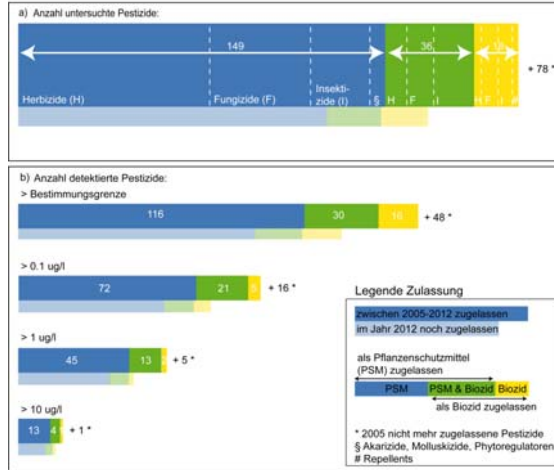 a) Anzahl untersuchte Pestizide:
149 36 + 78 *
Herbizide (H) Fungizide (F) Insekti-
zide (I) § H F I H F I #
b) Anzahl detektierte Pestizide:
> Bestimmungsgrenze
116 30 16 + 48 *
> 0.1 ug/l
72 21 + 16 *
> 1 ug/l
45 13 + 5 *
> 10 ug/l
13 4 + 1 *
Legende Zulassung
zwischen 2005-2012 zugelassen
im Jahr 2012 noch zugelassen
als Pflanzenschutzmittel
(PSM) zugelassen
PSM PSM & Biozid Biozid
als Biozid zugelassen
* 2005 nicht mehr zugelassene Pestizide
§ Akarizide, Molluskizide, Phytoregulatoren
# Repellents